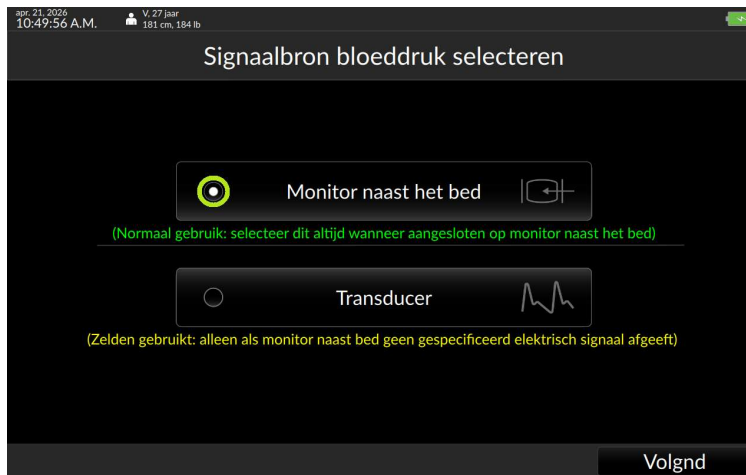 apr. 21, 2026
10:49:56 A.M.
V, 27 jaar
181 cm, 184 lb
Signaalbron bloeddruk selecteren
Monitor naast het bed
(Normaal gebruik: selecteer dit altijd wanneer aangesloten op monitor naast het bed)
Transducer
(Zelden gebruikt: alleen als monitor naast bed geen gespecificeerd elektrisch signaal afgeeft)
Volgnd